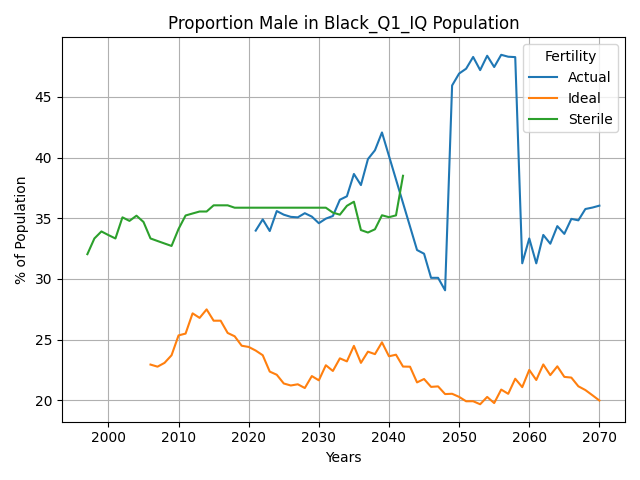 Proportion Male in Black_Q1_IQ Population
% of Population
45
40
35
30
25
20
2000 2010 2020 2030 2040 2050 2060 2070
Years
Fertility
Actual
Ideal
Sterile